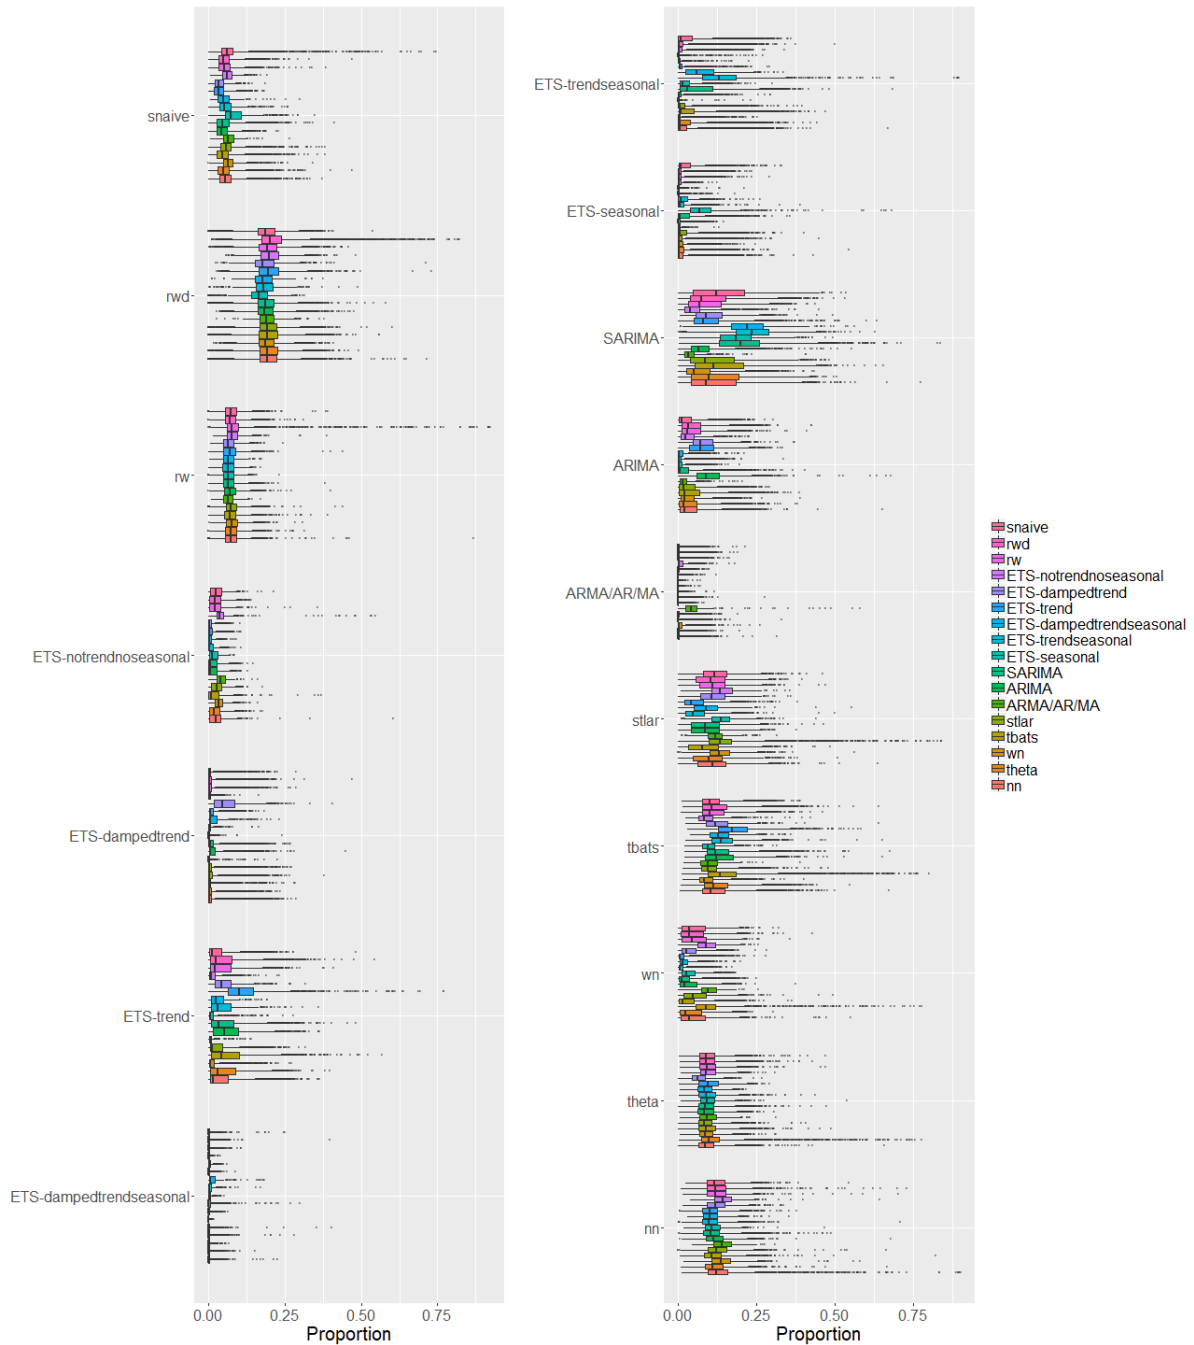 snaive
rwd
rw
ETS-notrendnoseasonal
ETS-dampedtrend
ETS-trend
ETS-dampedtrendseasonal
0.00 0.25 0.50 0.75
Proportion
ETS-trendseasonal
ETS-seasonal
SARIMA
ARIMA
ARMA/AR/MA
stlar
tbats
wn
theta
nn
0.00 0.25 0.50 0.75
Proportion
snaive
rwd
rw
ETS-notrendnoseasonal
ETS-dampedtrend
ETS-trend
ETS-dampedtrendseasonal
ETS-trendseasonal
ETS-seasonal
SARIMA
ARIMA
ARMA/AR/MA
stlar
tbats
wn
theta
nn